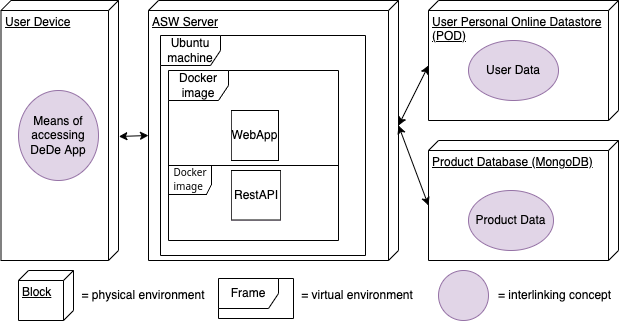 User Device
Means of
accessing
DeDe App
ASW Server
Ubuntu
machine
Docker
image
WebApp
Docker
image
RestAPI
User Personal Online Datastore
(POD)
User Data
Product Database (MongoDB)
Product Data
Block
= physical environment
Frame
= virtual environment
= interlinking concept